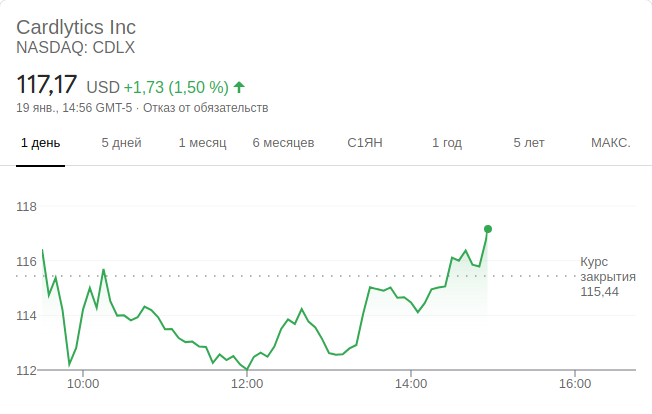 Cardlytics Inc
NASDAQ: CDLX
117,17 USD +1,73 (1,50 %)
19 янв., 14:56 GMT-5 · Отказ от обязательств
1 день 5 дней 1 месяц 6 месяцев С1ЯН 1 год 5 лет МАКС.
118
116
114
112
Курс
закрытия
115,44
10:00 12:00 14:00 16:00